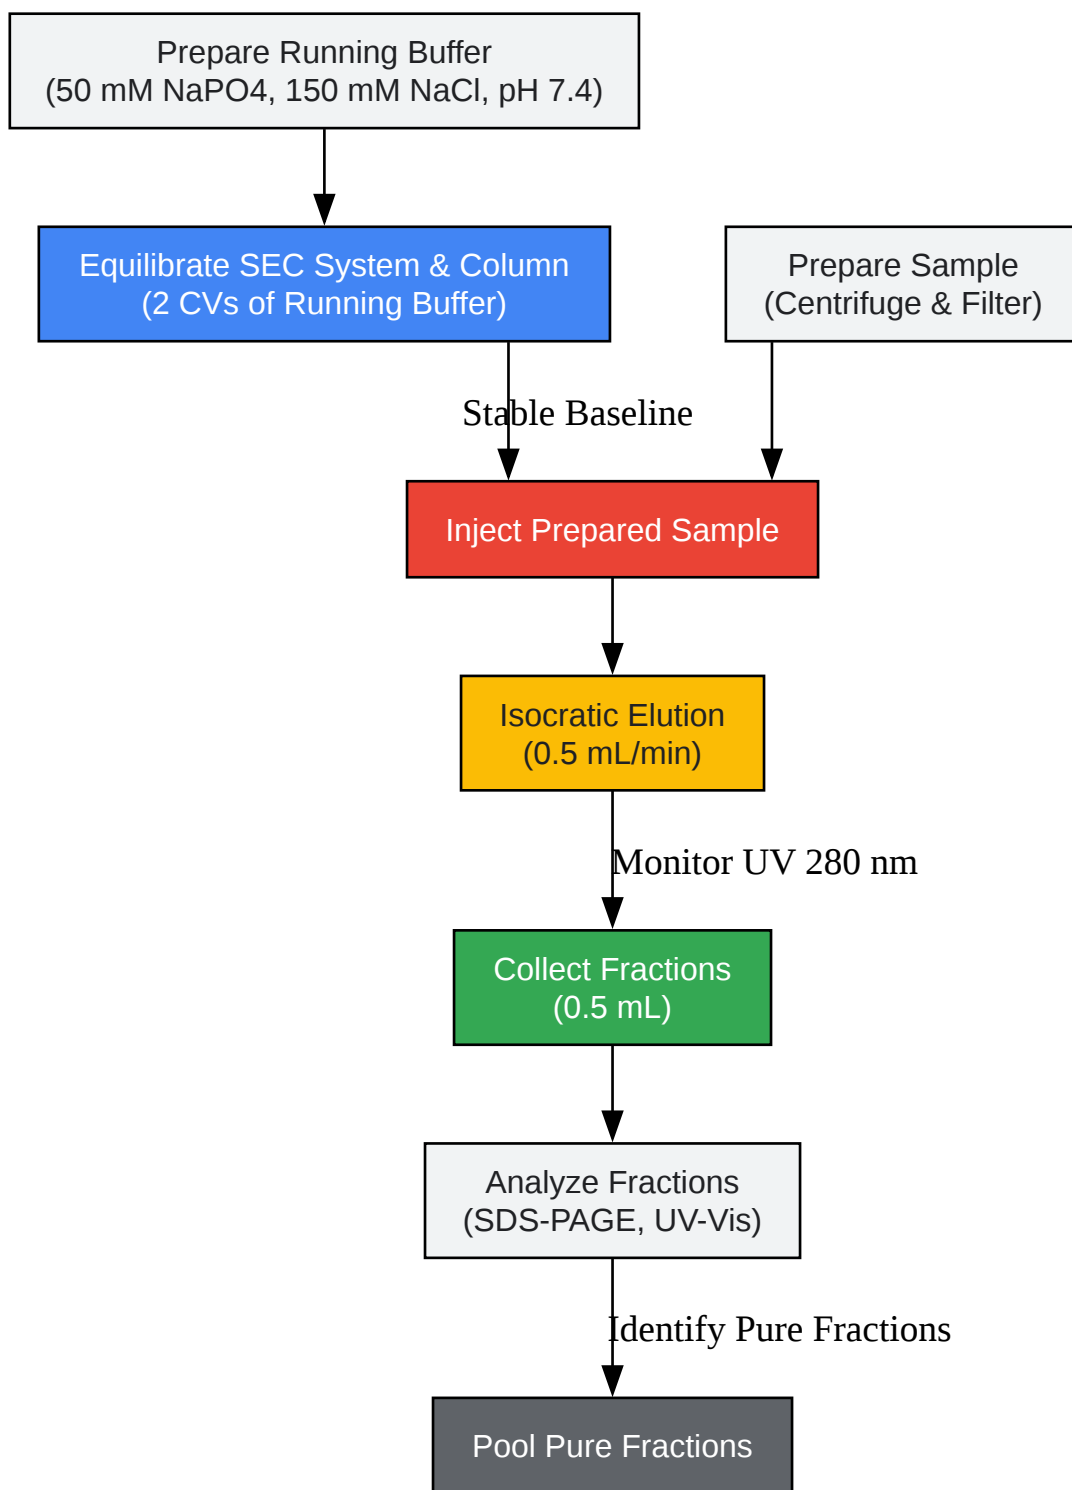 Prepare Running Buffer
(50 mM NaPO4, 150 mM NaCl, pH 7.4)
Equilibrate SEC System & Column
(2 CVs of Running Buffer)
Prepare Sample
(Centrifuge & Filter)
Stable Baseline
Inject Prepared Sample
Isocratic Elution
(0.5 mL/min)
Monitor UV 280 nm
Collect Fractions
(0.5 mL)
Analyze Fractions
(SDS-PAGE, UV-Vis)
Identify Pure Fractions
Pool Pure Fractions